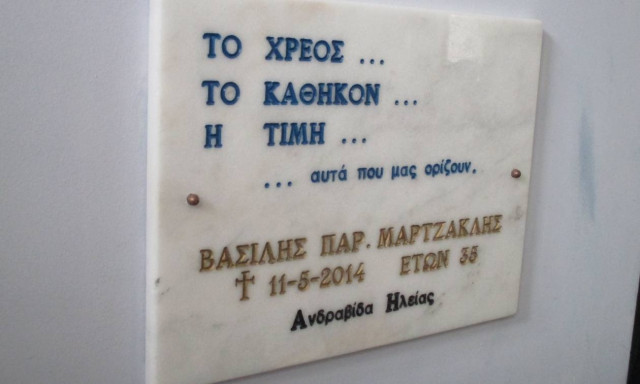 ΤΟ ΧΡΕΟΣ ...
ΤΟ ΚΑΘΗΚΟΝ ...
Η ΤΙΜΗ ...
... αυτά που μας ορίζουν.
ΒΑΣΙΛΗΣ ΠΑΡ. ΜΑΡΤΖΑΚΛΗΣ
✝ 11-5-2014 ΕΤΩΝ 35
Ανδραβίδα Ηλείας